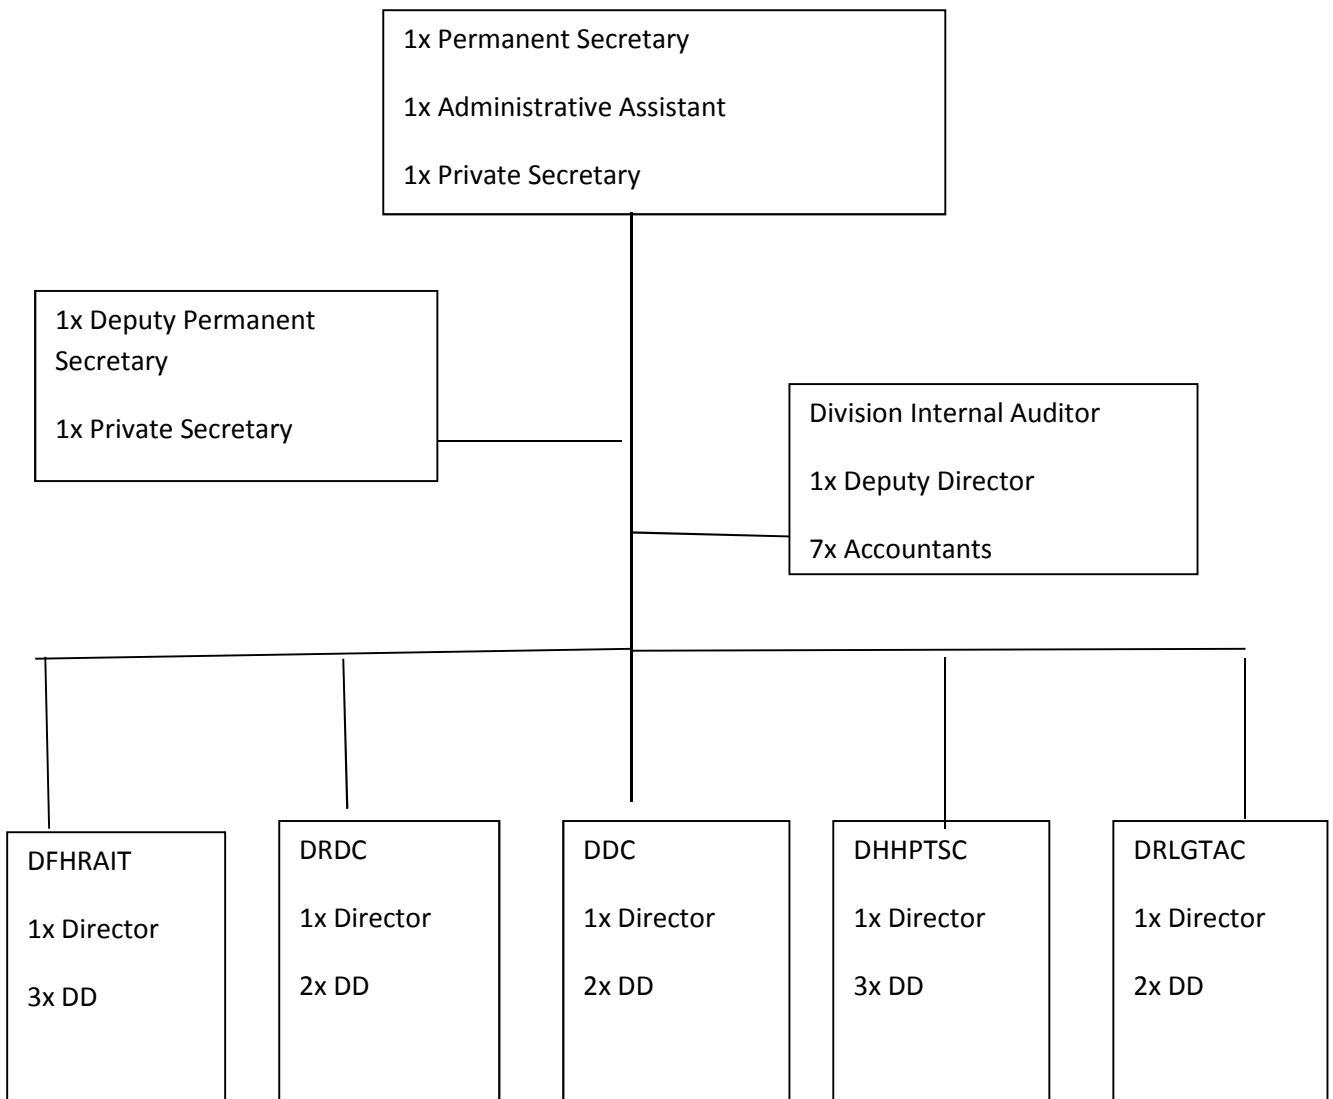 1x Permanent Secretary
1x Administrative Assistant
1x Private Secretary
1x Deputy Permanent
Secretary
1x Private Secretary
Division Internal Auditor
1x Deputy Director
7x Accountants
DFHRAIT
1x Director
3x DD
DRDC
1x Director
2x DD
DDC
1x Director
2x DD
DHHPTSC
1x Director
3x DD
DRLGTAC
1x Director
2x DD